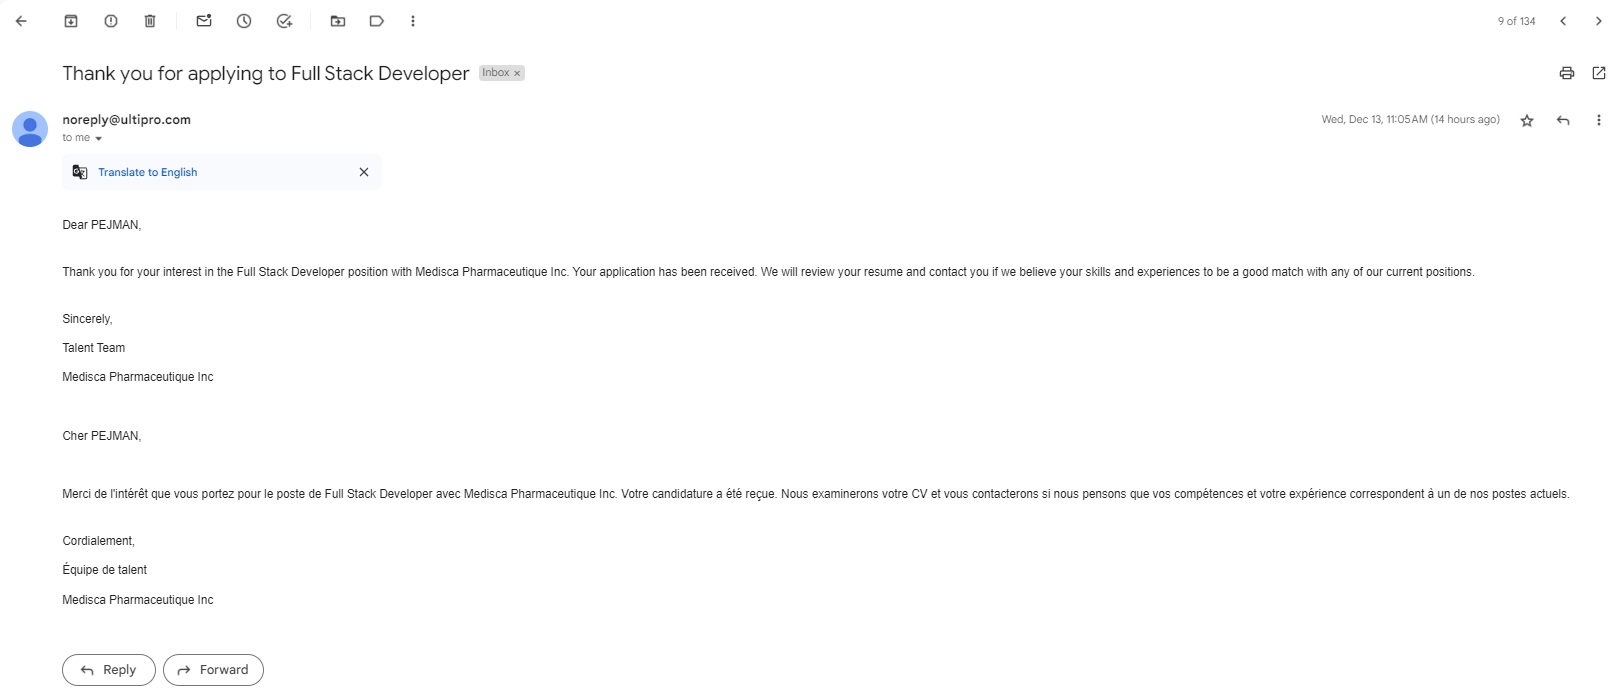 9 of 134
Thank you for applying to Full Stack Developer Inbox ×
noreply@ultipro.com
Wed, Dec 13, 11:05 AM (14 hours ago)
to me
Translate to English
Dear PEJMAN,
Thank you for your interest in the Full Stack Developer position with Medisca Pharmaceutique Inc. Your application has been received. We will review your resume and contact you if we believe your skills and experiences to be a good match with any of our current positions.
Sincerely,
Talent Team
Medisca Pharmaceutique Inc
Cher PEJMAN,
Merci de l'intérêt que vous portez pour le poste de Full Stack Developer avec Medisca Pharmaceutique Inc. Votre candidature a été reçue. Nous examinerons votre CV et vous contacterons si nous pensons que vos compétences et votre expérience correspondent à un de nos postes actuels.
Cordialement,
Équipe de talent
Medisca Pharmaceutique Inc
Reply Forward